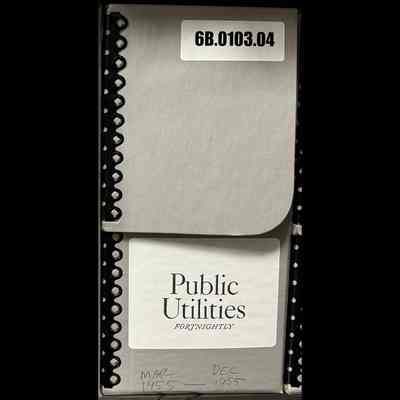 6B.0103.04
Public
Utilities
FORTNIGHTLY
MAR DEC
1955 — 1955